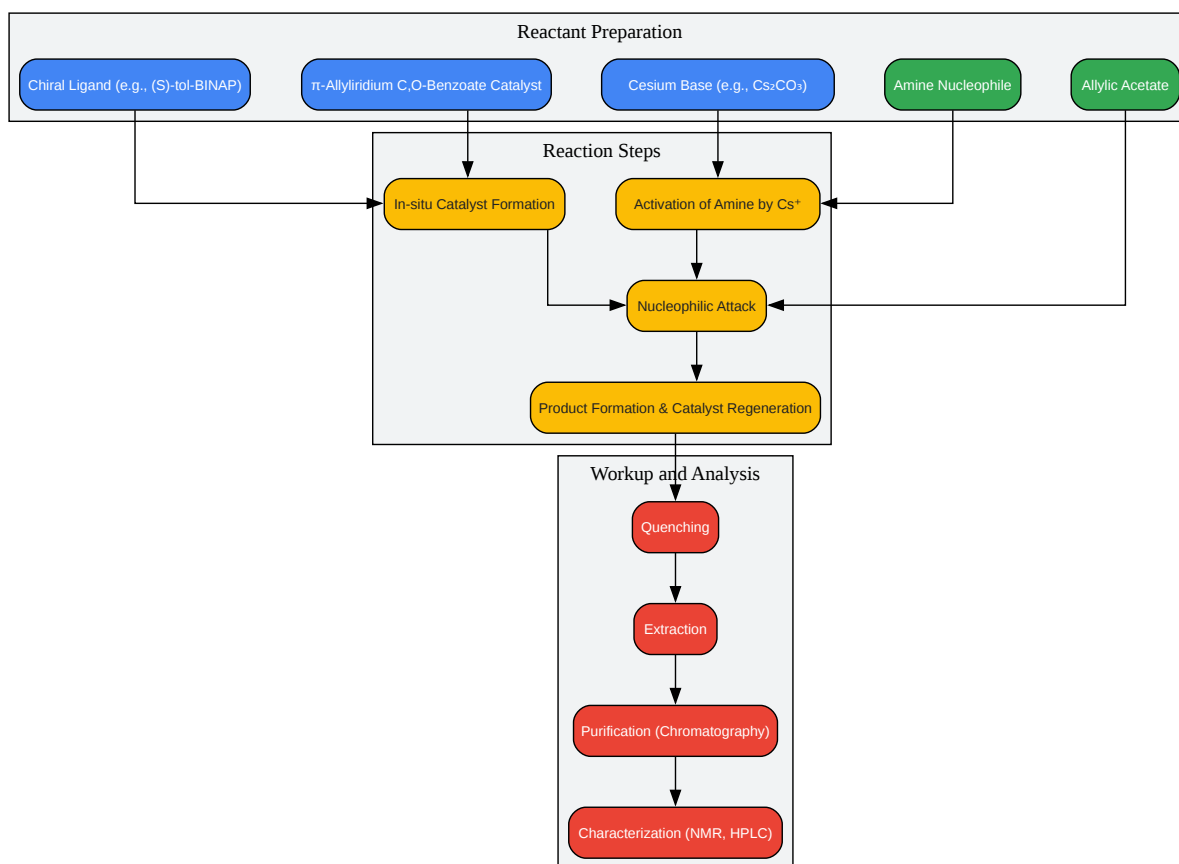 Reactant Preparation
Chiral Ligand (e.g., (S)-tol-BINAP)
π-Allyliridium C,O-Benzoate Catalyst
Cesium Base (e.g., Cs₂CO₃)
Amine Nucleophile
Allylic Acetate
Reaction Steps
In-situ Catalyst Formation
Activation of Amine by Cs⁺
Nucleophilic Attack
Product Formation & Catalyst Regeneration
Workup and Analysis
Quenching
Extraction
Purification (Chromatography)
Characterization (NMR, HPLC)